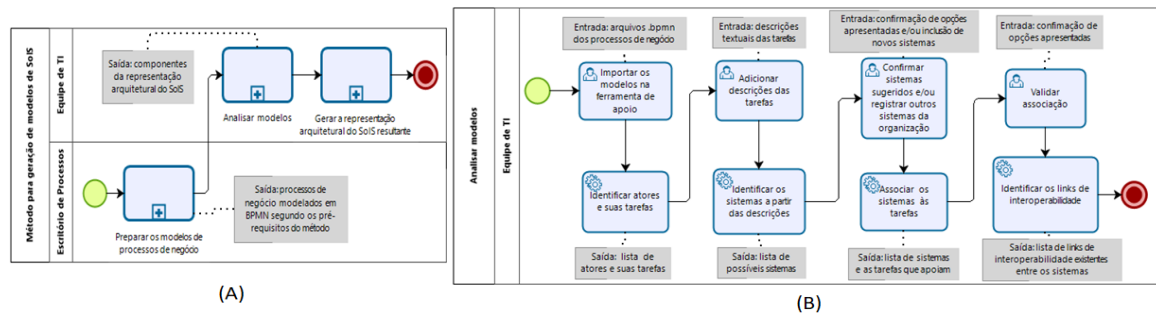 Método para geração de modelos de SoIS
Equipe de TI
Saída: componentes
da representação
arquitetural do SoIS
Analisar modelos
Gerar a representação
arquitetural do SoIS resultante
Escritório de Processos
Preparar os modelos de
processos de negócio
Saída: processos de
negócio modelados em
BPMN segundo os pré-
requisitos do método
(A)
Analisar modelos
Equipe de TI
Entrada: arquivos .bpmn
dos processos de negócio
Importar os
modelos na
ferramenta de
apoio
Identificar atores
e suas tarefas
Saída: lista de
atores e suas tarefas
Entrada: descrições
textuais das tarefas
Adicionar
descrições das
tarefas
Identificar os
sistemas a partir
das descrições
Saída: lista de
possíveis sistemas
Entrada: confirmação de opções
apresentadas e/ou inclusão de
novos sistemas
Confirmar
sistemas
sugeridos e/ou
registrar outros
sistemas da
organização
Associar os
sistemas às
tarefas
Saída: lista de sistemas
e as tarefas que apoiam
Entrada: confimação de
opções apresentadas
Validar
associação
Identificar os links de
interoperabilidade
Saída: lista de links de
interoperabilidade existentes
entre os sistemas
(B)